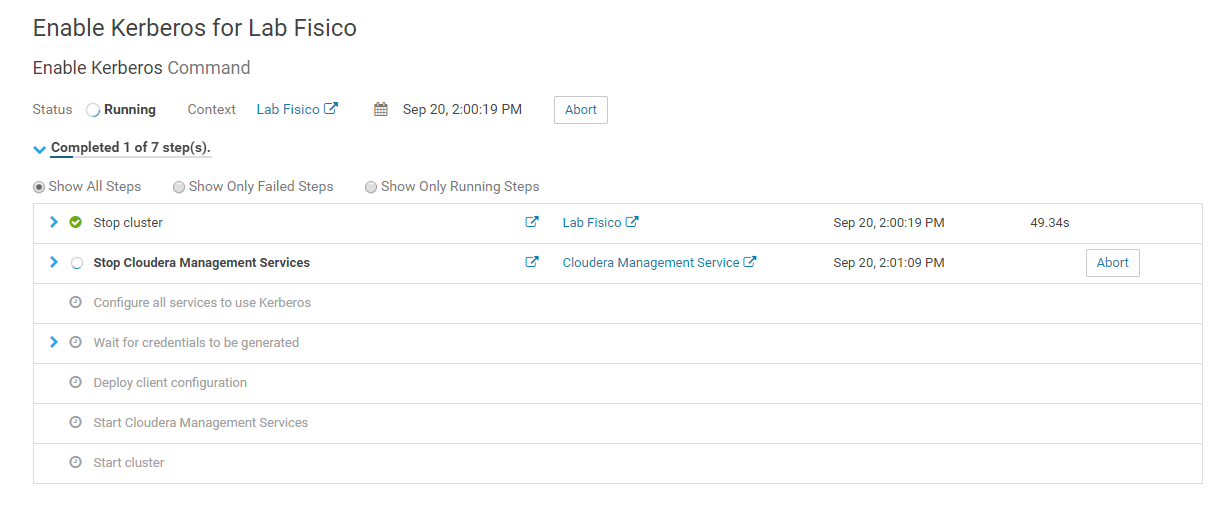 Enable Kerberos for Lab Fisico
Enable Kerberos Command
Status Running Context Lab Fisico Sep 20, 2:00:19 PM Abort
Completed 1 of 7 step(s).
Show All Steps Show Only Failed Steps Show Only Running Steps
Stop cluster Lab Fisico Sep 20, 2:00:19 PM 49.34s
Stop Cloudera Management Services Cloudera Management Service Sep 20, 2:01:09 PM Abort
Configure all services to use Kerberos
Wait for credentials to be generated
Deploy client configuration
Start Cloudera Management Services
Start cluster